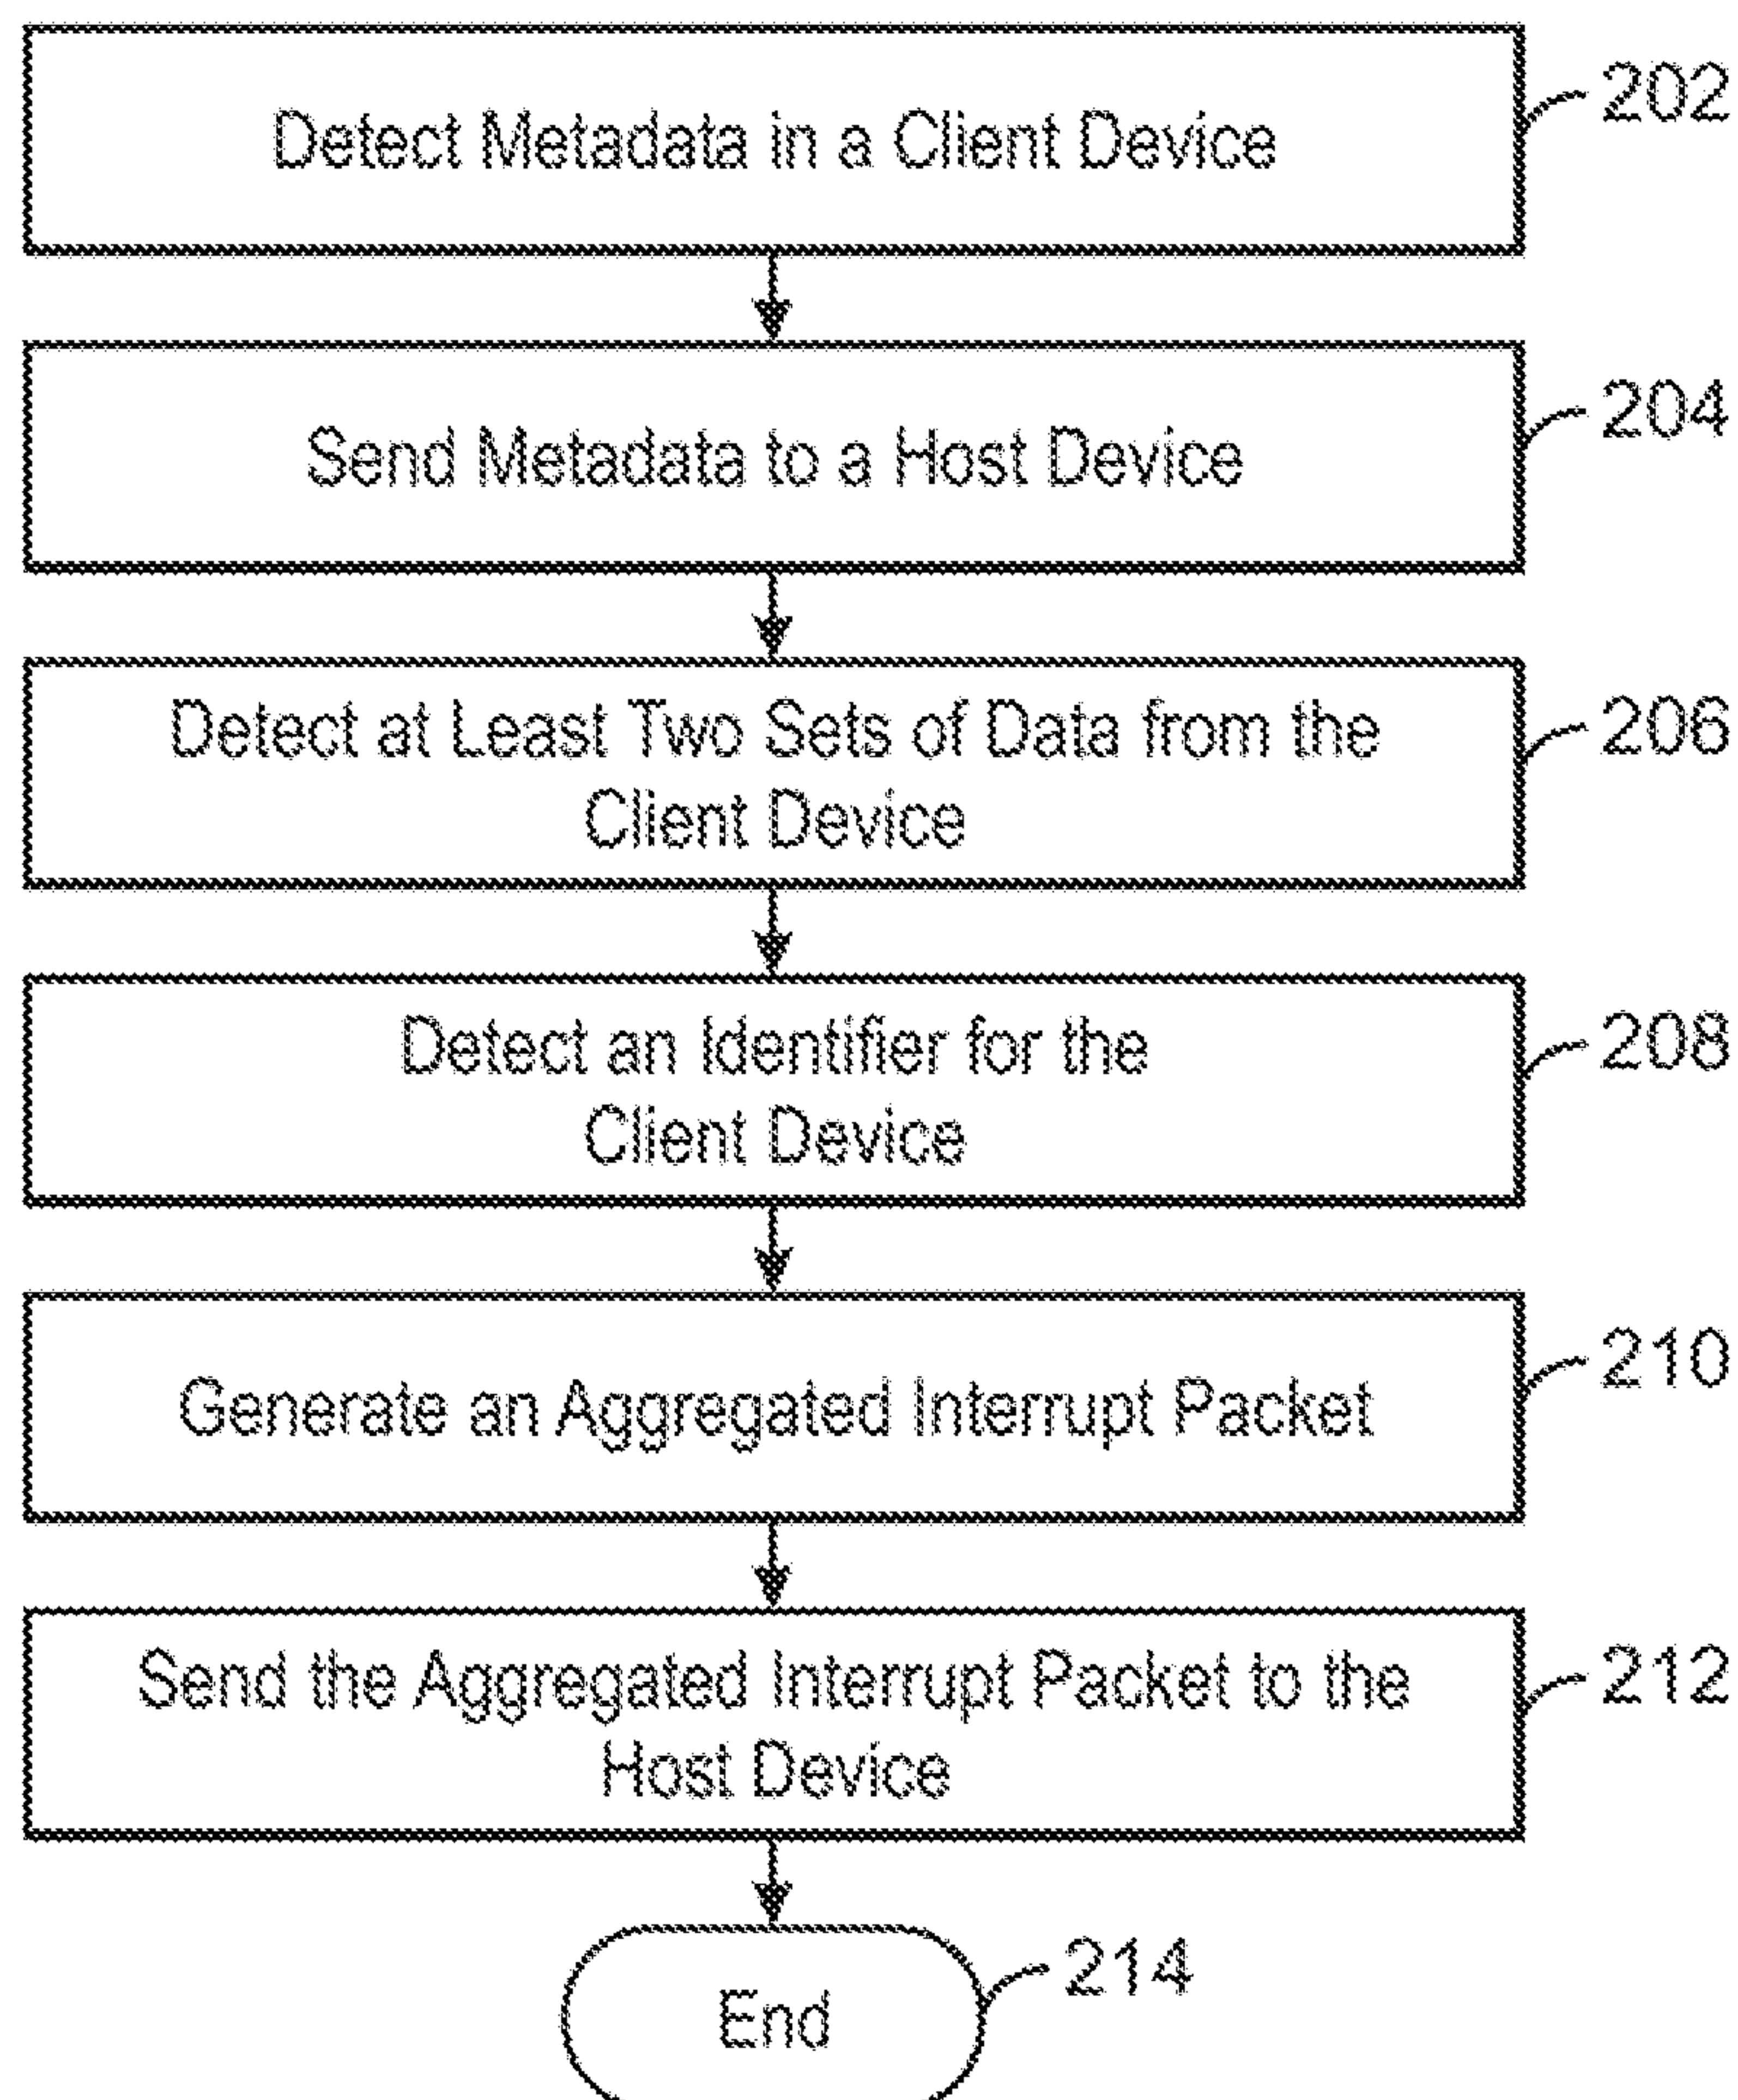 Detect Metadata in a Client Device
202
Send Metadata to a Host Device
204
Detect at Least Two Sets of Data from the
Client Device
206
Detect an Identifier for the
Client Device
208
Generate an Aggregated Interrupt Packet
210
Send the Aggregated Interrupt Packet to the
Host Device
212
End
214